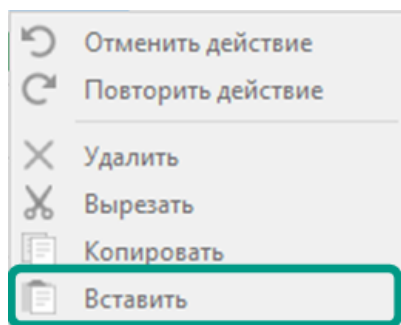 Отменить действие
Повторить действие
Удалить
Вырезать
Копировать
Вставить